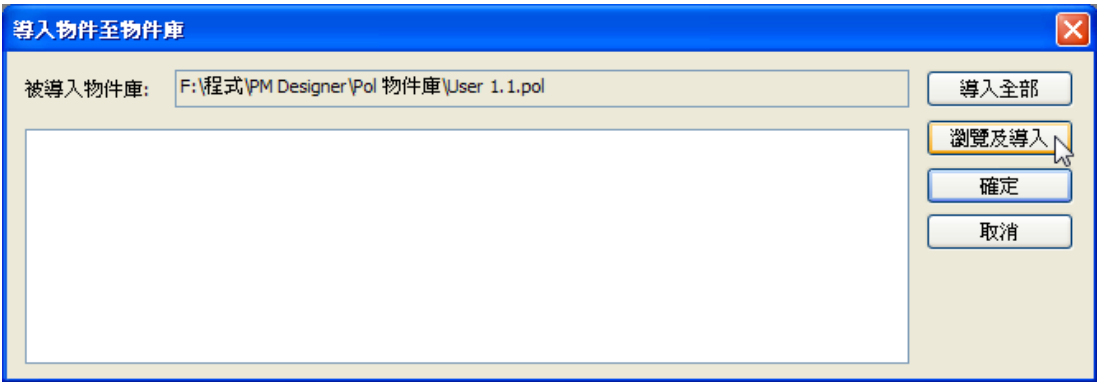 導入物件至物件庫
被導入物件庫: F:\程式\PM Designer\Pol 物件庫\User 1.1.pol
導入全部
瀏覽及導入
確定
取消